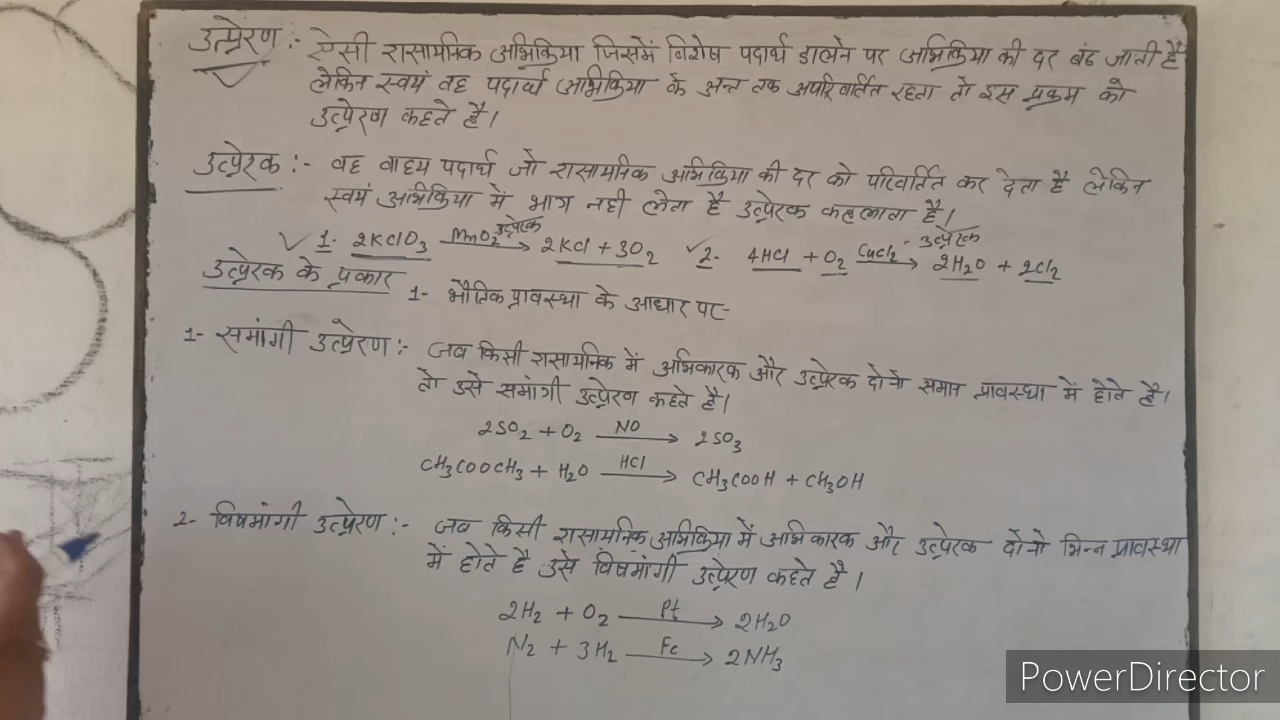 उत्प्रेरण :- ऐसी रासायनिक अभिक्रिया जिसमें विशेष पदार्थ डालने पर अभिक्रिया की दर बढ जाती है
लेकिन स्वयं वह पदार्थ अभिक्रिया के अन्त तक अपरिवर्तित रहता तो इस प्रक्रम को
उत्प्रेरण कहते है।
उत्प्रेरक :- वह वाहय पदार्थ जो रासायनिक अभिक्रिया की दर को परिवर्तित कर देता है लेकिन
स्वयं अभिक्रिया में भाग नही लेता है उत्प्रेरक कहलाता है।
1- 2KClO₃ —MnO₂ उत्प्रेरक→ 2KCl + 3O₂ 2- 4HCl + O₂ —CuCl₂ - उत्प्रेरक→ 2H₂O + 2Cl₂
उत्प्रेरक के प्रकार 1- भौतिक प्रावस्था के आधार पर-
1- समांगी उत्प्रेरण :- जब किसी रासायनिक में अभिकारक और उत्प्रेरक दोनो समान प्रावस्था में होते है।
तो उसे समांगी उत्प्रेरण कहते है।
2SO₂ + O₂ —NO→ 2SO₃
CH₃COOCH₃ + H₂O —HCl→ CH₃COOH + CH₃OH
2- विषमांगी उत्प्रेरण :- जब किसी रासायनिक अभिक्रिया में अभिकारक और उत्प्रेरक दोनो भिन्न प्रावस्था
में होते है उसे विषमांगी उत्प्रेरण कहते है।
2H₂ + O₂ —Pt→ 2H₂O
N₂ + 3H₂ —Fe→ 2NH₃
PowerDirector